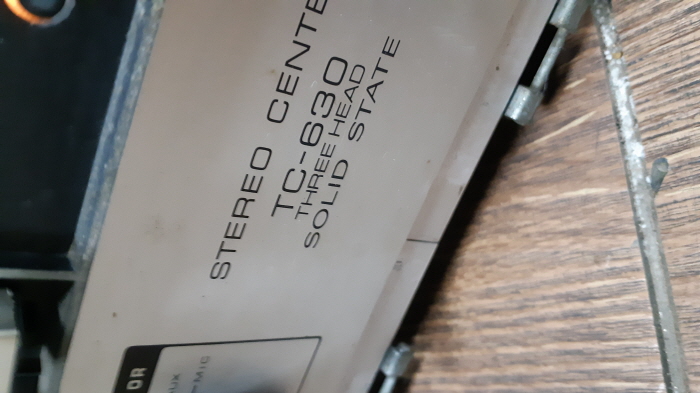 STEREO CENTE
TC-630
THREE HEAD
SOLID STATE
OR
AUX
MIC